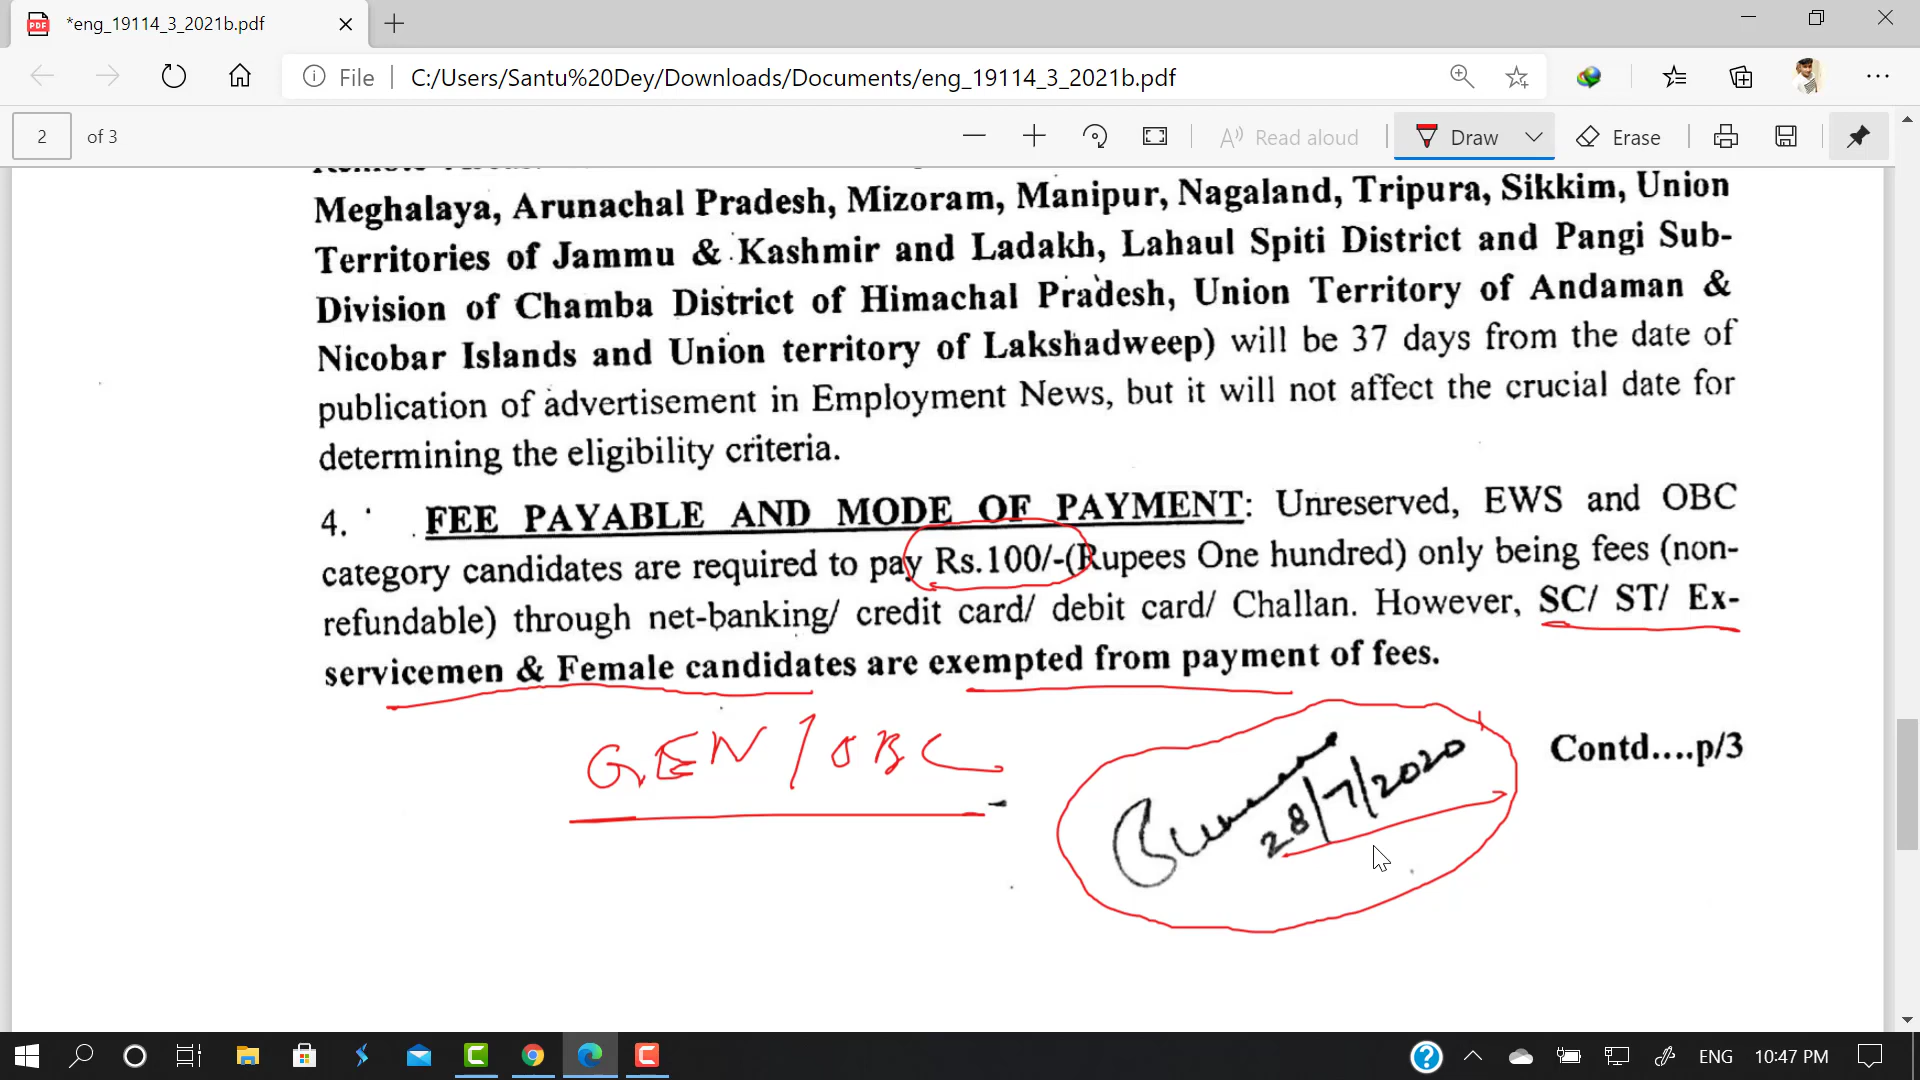 *eng_19114_3_2021b.pdf
File
C:/Users/Santu%20Dey/Downloads/Documents/eng_19114_3_2021b.pdf
2 of 3
Read aloud
Draw
Erase
Meghalaya, Arunachal Pradesh, Mizoram, Manipur, Nagaland, Tripura, Sikkim, Union
Territories of Jammu & Kashmir and Ladakh, Lahaul Spiti District and Pangi Sub-
Division of Chamba District of Himachal Pradesh, Union Territory of Andaman &
Nicobar Islands and Union territory of Lakshadweep) will be 37 days from the date of
publication of advertisement in Employment News, but it will not affect the crucial date for
determining the eligibility criteria.
4. FEE PAYABLE AND MODE OF PAYMENT: Unreserved, EWS and OBC
category candidates are required to pay Rs.100/-(Rupees One hundred) only being fees (non-
refundable) through net-banking/ credit card/ debit card/ Challan. However, SC/ ST/ Ex-
servicemen & Female candidates are exempted from payment of fees.
GEN/OBC
28/7/2020
Contd....p/3
ENG
10:47 PM